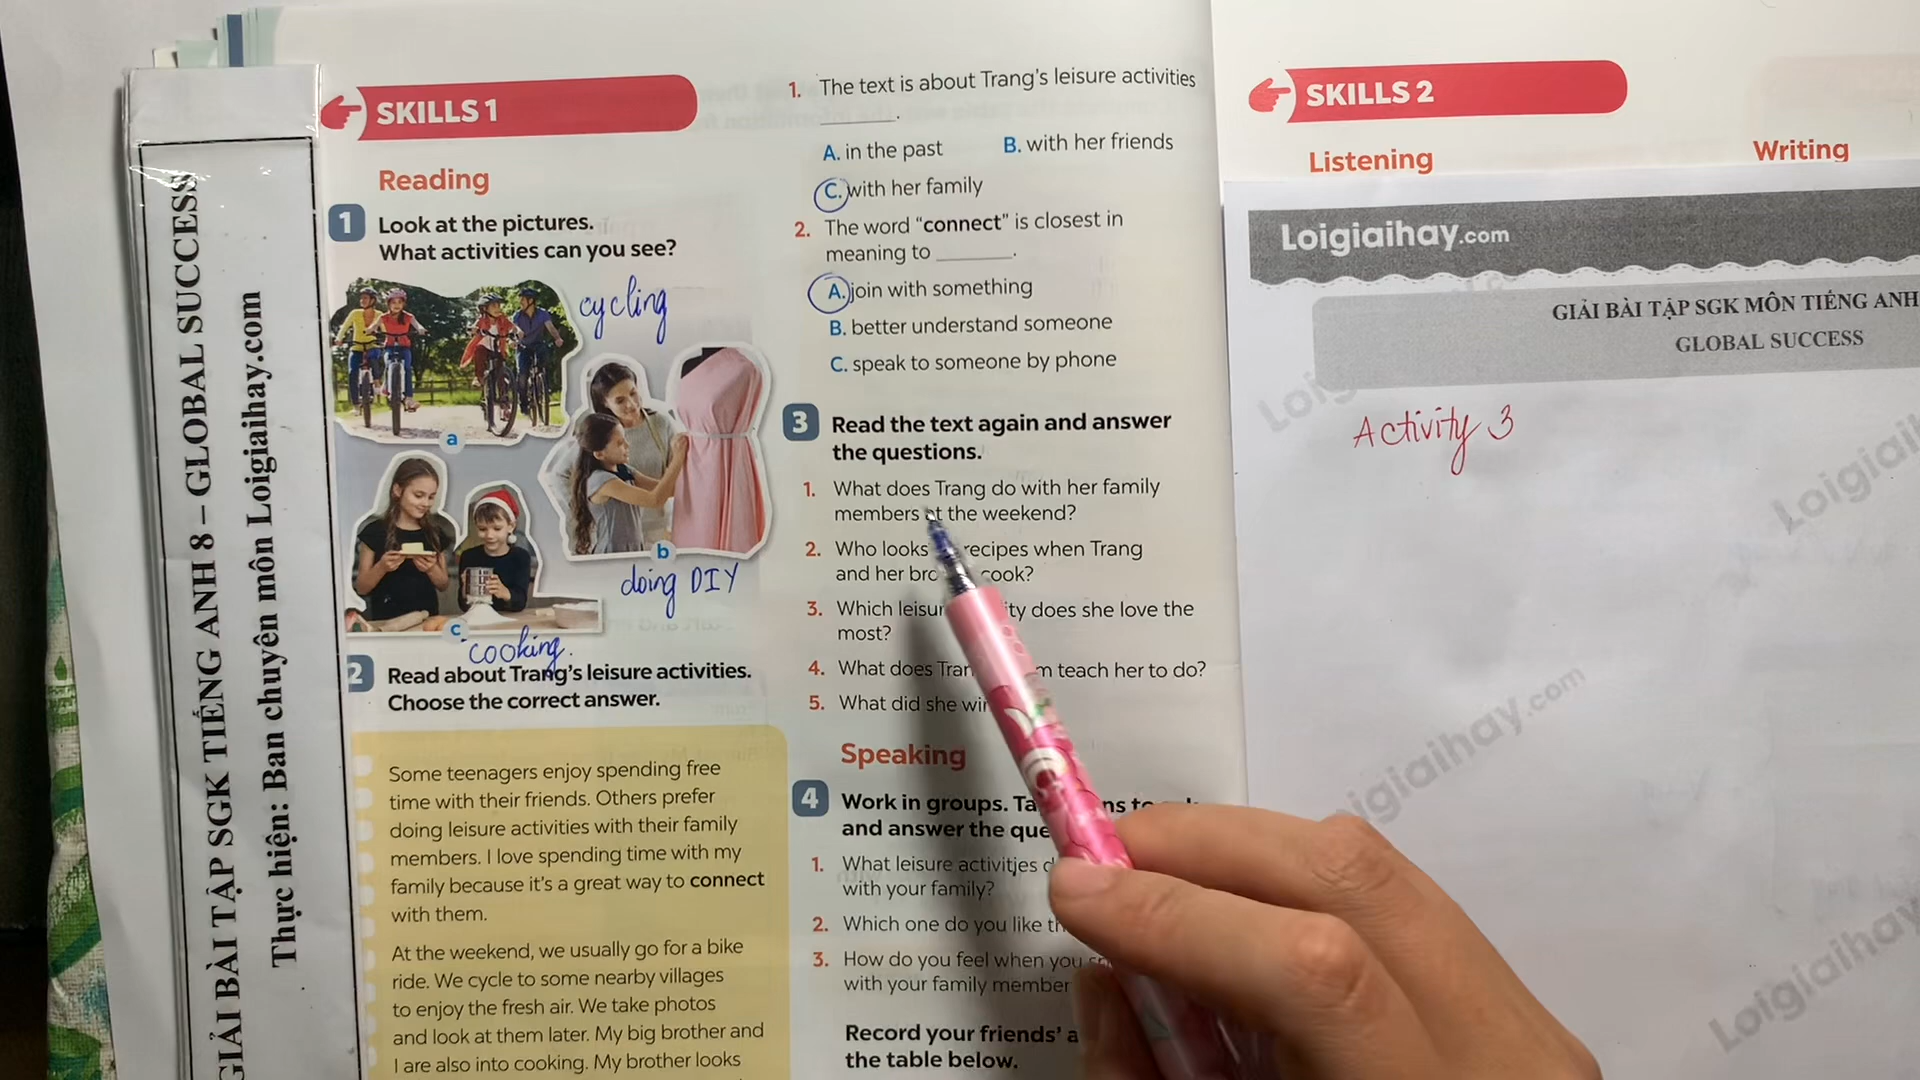 GIẢI BÀI TẬP SGK TIẾNG ANH 8 – GLOBAL SUCCESS
Thực hiện: Ban chuyên môn Loigiaihay.com
SKILLS 1
Reading
1 Look at the pictures.
What activities can you see?
cycling
a
b
doing DIY
c
cooking.
2 Read about Trang's leisure activities.
Choose the correct answer.
Some teenagers enjoy spending free
time with their friends. Others prefer
doing leisure activities with their family
members. I love spending time with my
family because it's a great way to connect
with them.
At the weekend, we usually go for a bike
ride. We cycle to some nearby villages
to enjoy the fresh air. We take photos
and look at them later. My big brother and
I are also into cooking. My brother looks
1. The text is about Trang's leisure activities
______.
A. in the past B. with her friends
C. with her family
2. The word "connect" is closest in
meaning to ______.
A. join with something
B. better understand someone
C. speak to someone by phone
3 Read the text again and answer
the questions.
1. What does Trang do with her family
members at the weekend?
2. Who looks recipes when Trang
and her cook?
3. Which does she love the
most?
4. What does teach her to do?
5. What did she
Speaking
4 Work in groups.
and answer the
1. What leisure activities
with your family?
2. Which one do you like
3. How do you feel when you
with your family
Record your friends'
the table below.
SKILLS 2
Listening Writing
Loigiaihay.com
GIẢI BÀI TẬP SGK MÔN TIẾNG ANH
GLOBAL SUCCESS
Activity 3
Loigiaihay.com